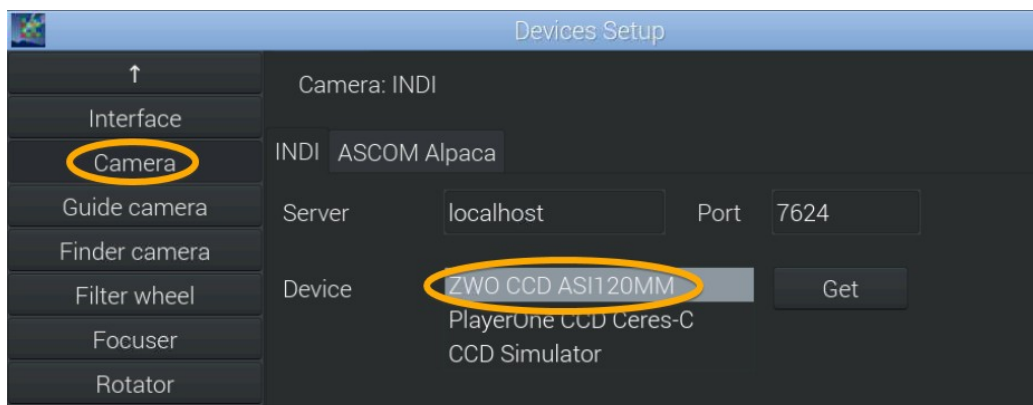 Devices Setup
↑
Interface
Camera
Guide camera
Finder camera
Filter wheel
Focuser
Rotator
Camera: INDI
INDI ASCOM Alpaca
Server localhost Port 7624
Device ZWO CCD ASI120MM Get
PlayerOne CCD Ceres-C
CCD Simulator